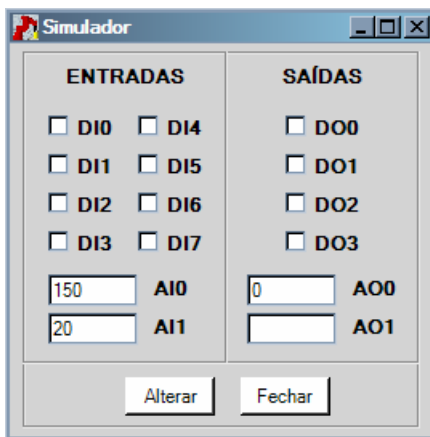 Simulador
ENTRADAS SAÍDAS
DI0 DI4 DO0
DI1 DI5 DO1
DI2 DI6 DO2
DI3 DI7 DO3
150 AI0 0 AO0
20 AI1 AO1
Alterar Fechar